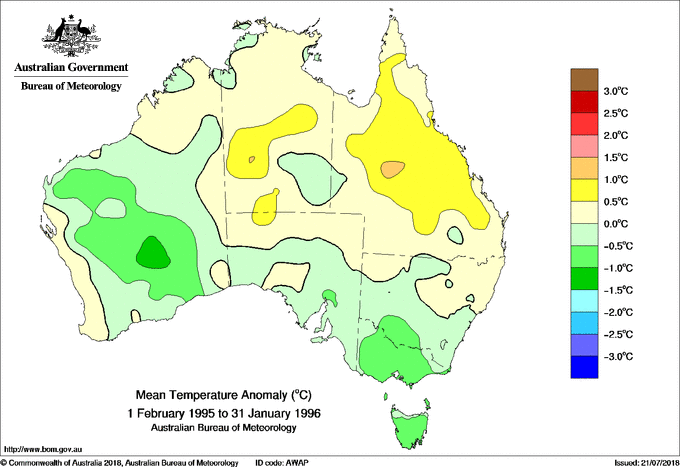 Australian Government
Bureau of Meteorology
3.0°C
2.5°C
2.0°C
1.5°C
1.0°C
0.5°C
0.0°C
-0.5°C
-1.0°C
-1.5°C
-2.0°C
-2.5°C
-3.0°C
Mean Temperature Anomaly (°C)
1 February 1995 to 31 January 1996
Australian Bureau of Meteorology
http://www.bom.gov.au
© Commonwealth of Australia 2018, Australian Bureau of Meteorology ID code: AWAP Issued: 21/07/2018